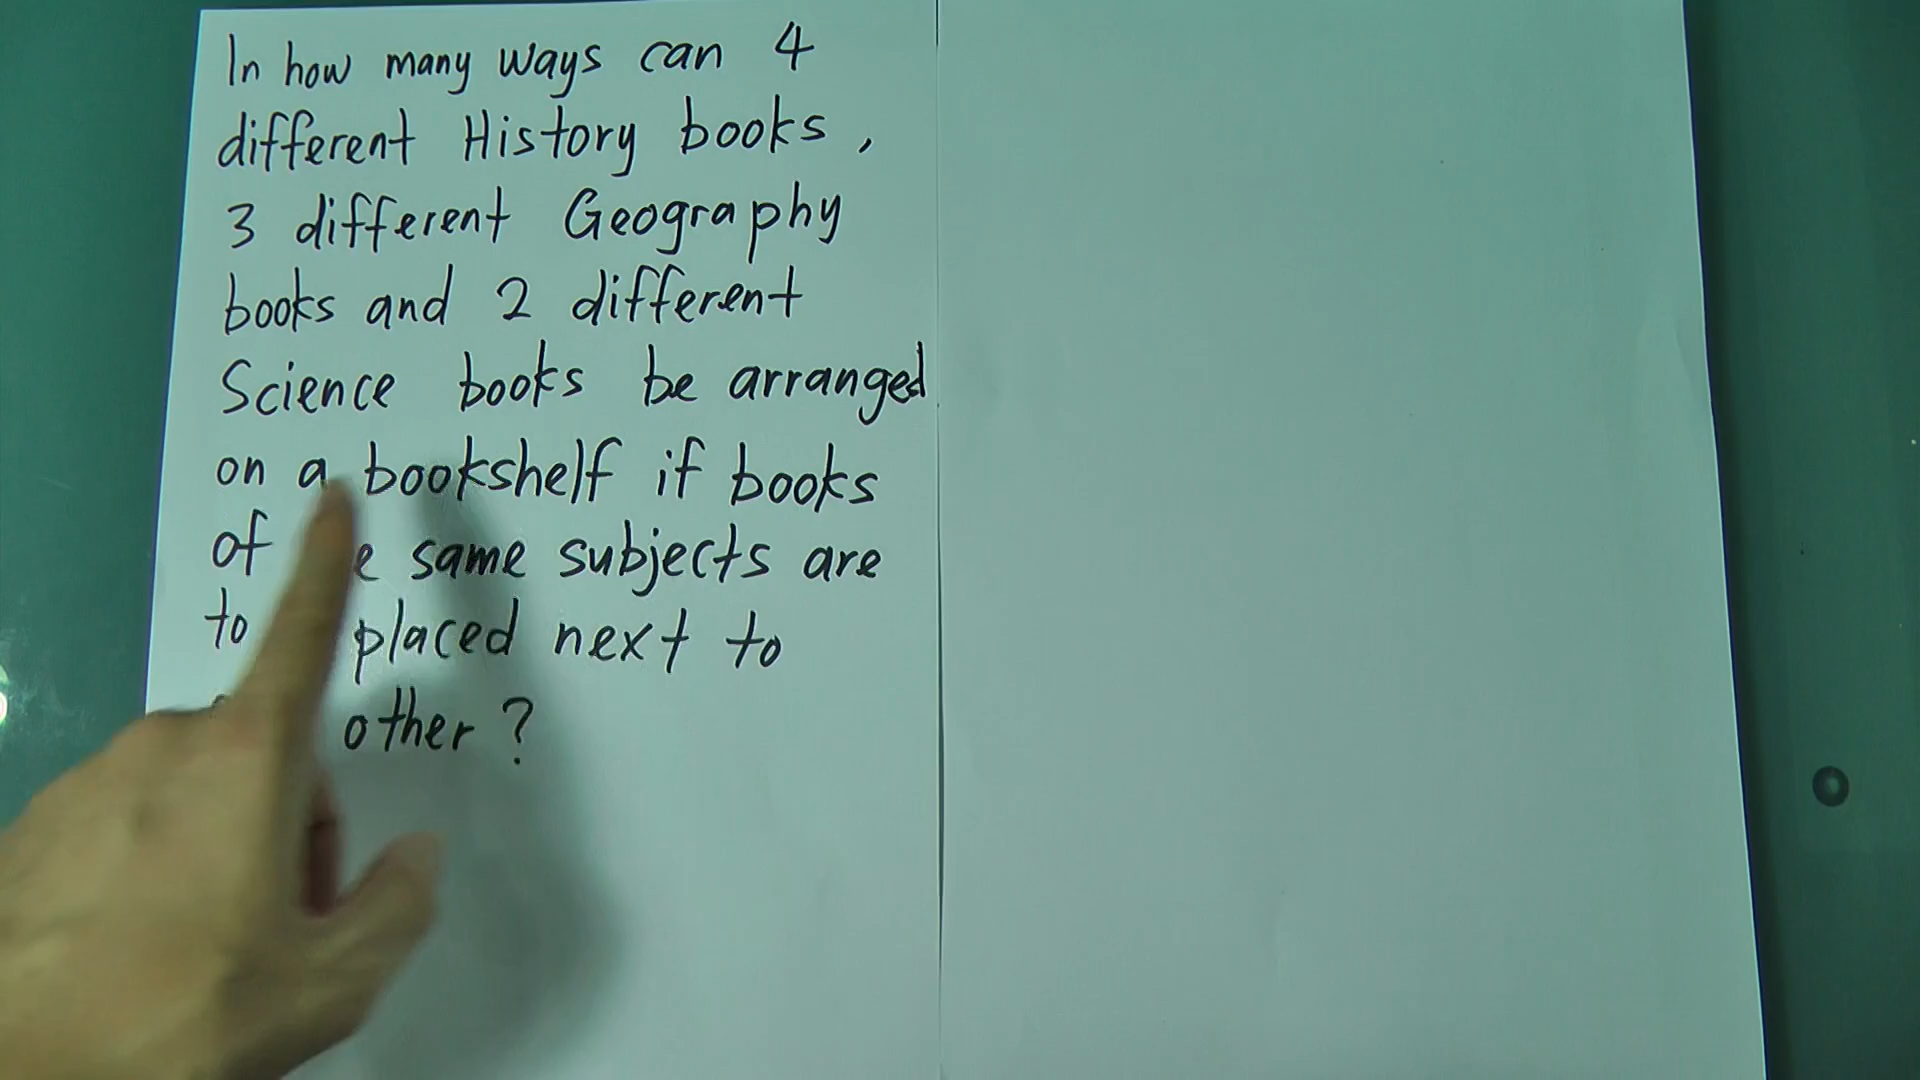 In how many ways can 4
different History books,
3 different Geography
books and 2 different
Science books be arranged
on a bookshelf if books
of same subjects are
to placed next to
other?